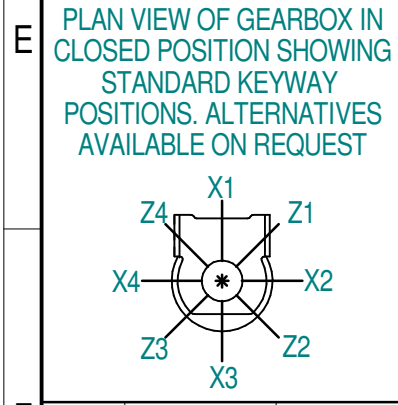 E
PLAN VIEW OF GEARBOX IN
CLOSED POSITION SHOWING
STANDARD KEYWAY
POSITIONS. ALTERNATIVES
AVAILABLE ON REQUEST
X1
Z4 Z1
X4 X2
Z3 Z2
X3